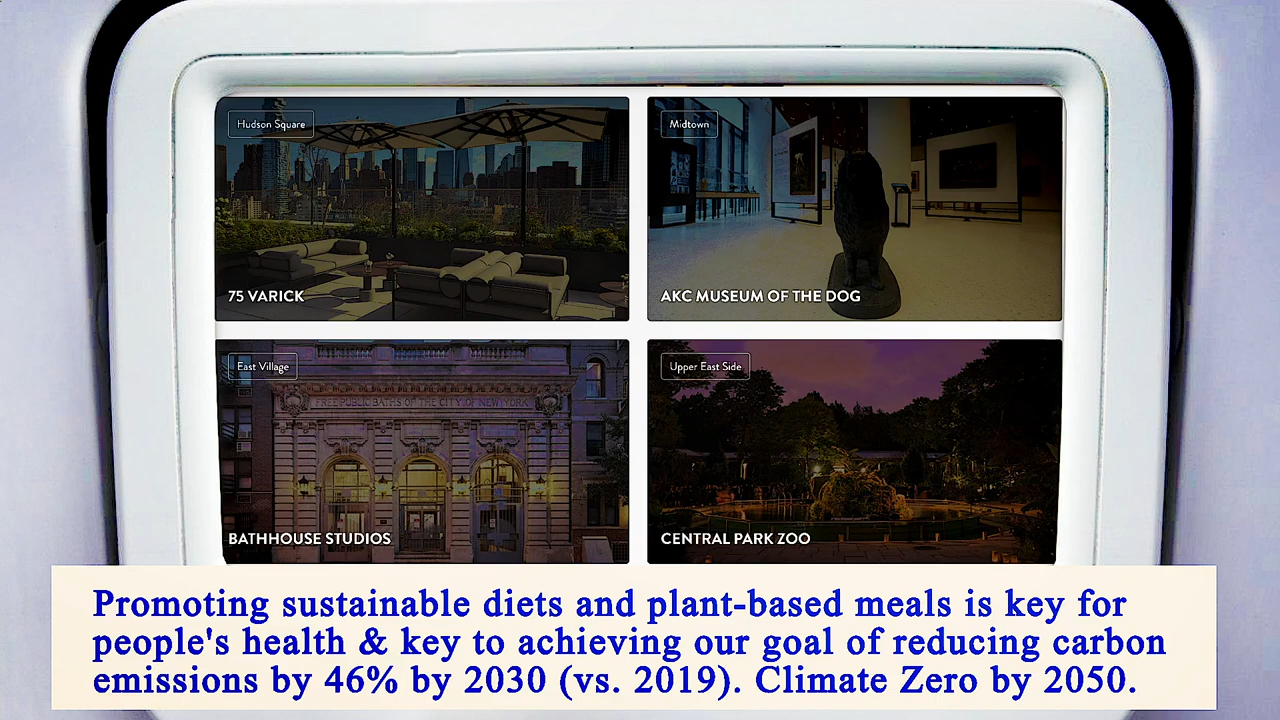 Hudson Square
75 VARICK
Midtown
AKC MUSEUM OF THE DOG
East Village
FREE PUBLIC BATHS OF THE CITY OF NEW YORK
BATHHOUSE STUDIOS
Upper East Side
CENTRAL PARK ZOO
Promoting sustainable diets and plant-based meals is key for
people's health & key to achieving our goal of reducing carbon
emissions by 46% by 2030 (vs. 2019). Climate Zero by 2050.